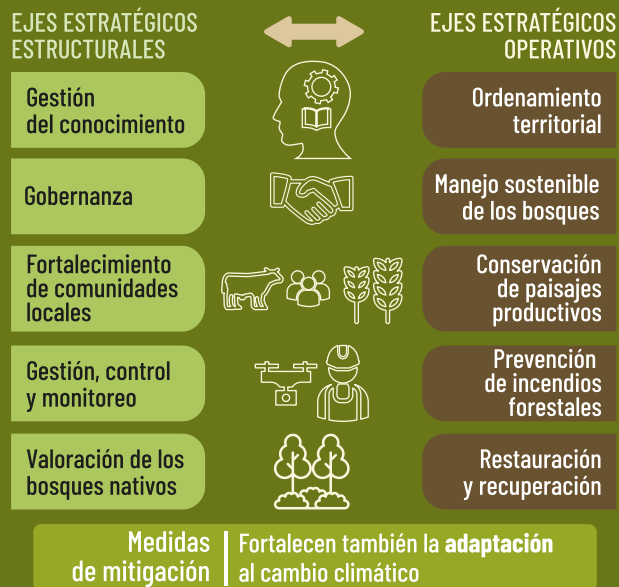 EJES ESTRATÉGICOS
ESTRUCTURALES
Gestión
del conocimiento
Gobernanza
Fortalecimiento
de comunidades
locales
Gestión, control
y monitoreo
Valoración de los
bosques nativos
EJES ESTRATÉGICOS
OPERATIVOS
Ordenamiento
territorial
Manejo sostenible
de los bosques
Conservación
de paisajes
productivos
Prevención
de incendios
forestales
Restauración
y recuperación
Medidas
de mitigación
Fortalecen también la adaptación
al cambio climático